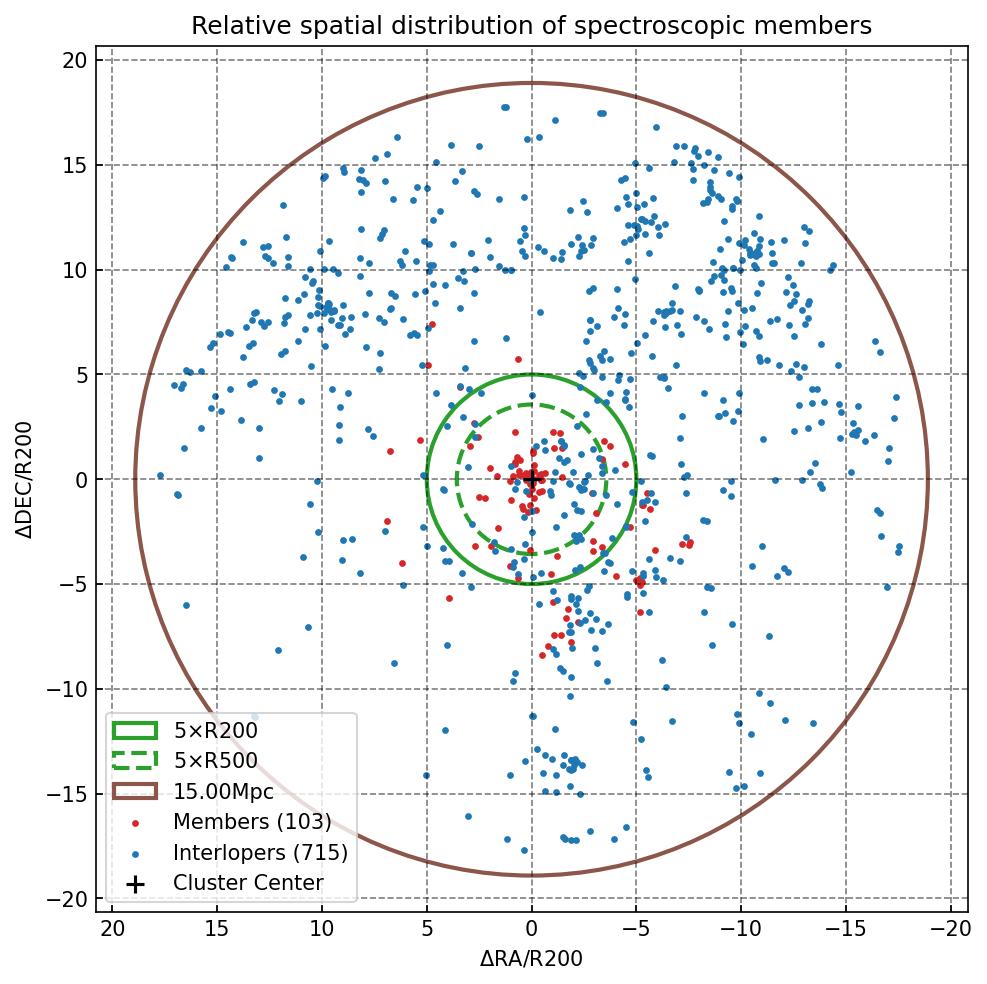 Relative spatial distribution of spectroscopic members
20
15
10
5
0
−5
−10
−15
−20
ΔDEC/R200
5×R200
5×R500
15.00Mpc
Members (103)
Interlopers (715)
Cluster Center
20 15 10 5 0 −5 −10 −15 −20
ΔRA/R200